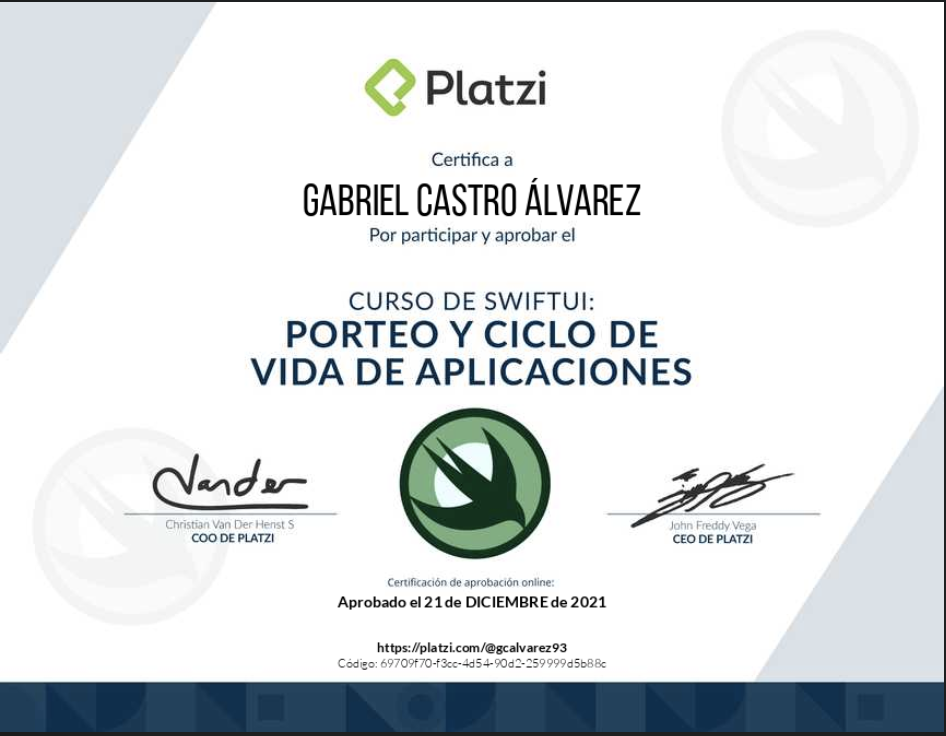 Platzi
Certifica a
GABRIEL CASTRO ÁLVAREZ
Por participar y aprobar el
CURSO DE SWIFTUI:
PORTEO Y CICLO DE
VIDA DE APLICACIONES
Vander
Christian Van Der Henst S
COO DE PLATZI
John Freddy Vega
CEO DE PLATZI
Certificación de aprobación online:
Aprobado el 21 de DICIEMBRE de 2021
https://platzi.com/@gcalvarez93
Código: 69709f70-f3cc-4d54-90d2-259999d5b88c